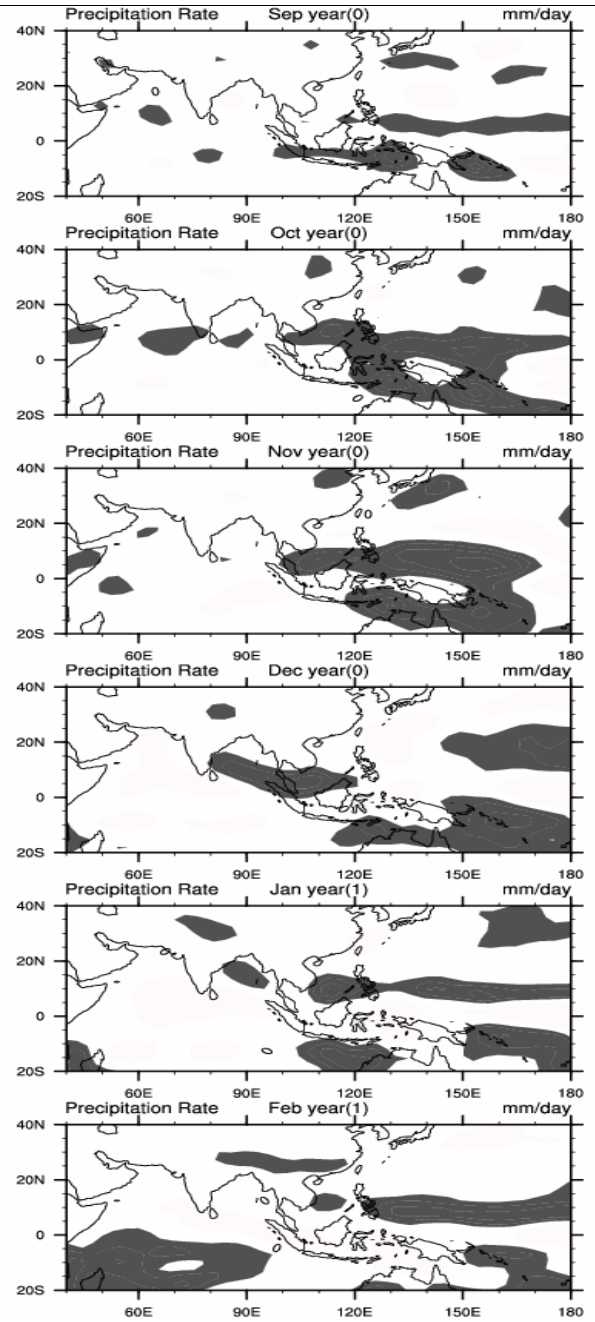 Precipitation Rate Sep year(0) mm/day
40N
20N
0
20S
60E 90E 120E 150E 180
Precipitation Rate Oct year(0) mm/day
40N
20N
0
20S
60E 90E 120E 150E 180
Precipitation Rate Nov year(0) mm/day
40N
20N
0
20S
60E 90E 120E 150E 180
Precipitation Rate Dec year(0) mm/day
40N
20N
0
20S
60E 90E 120E 150E 180
Precipitation Rate Jan year(1) mm/day
40N
20N
0
20S
60E 90E 120E 150E 180
Precipitation Rate Feb year(1) mm/day
40N
20N
0
20S
60E 90E 120E 150E 180